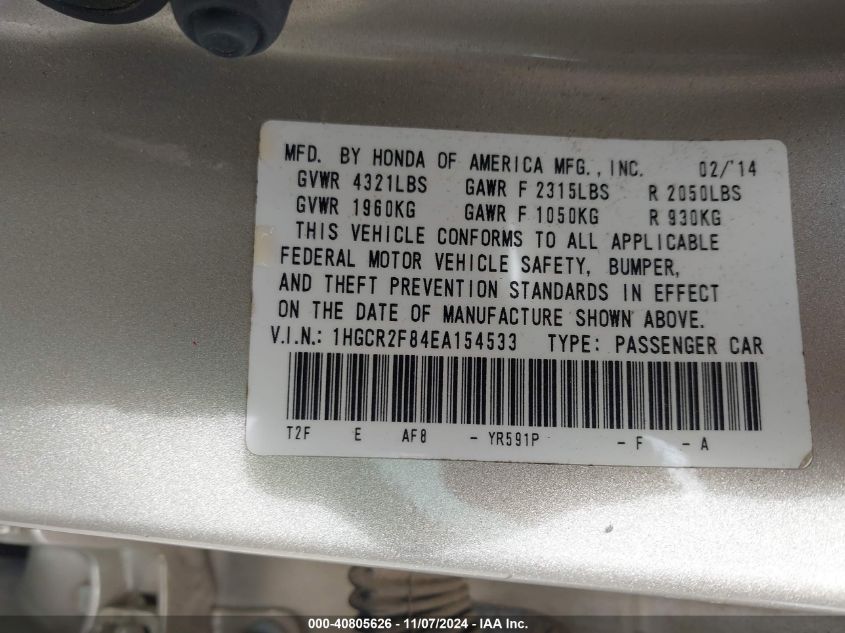 MFD. BY HONDA OF AMERICA MFG., INC. 02/'14
GVWR 4321LBS GAWR F 2315LBS R 2050LBS
GVWR 1960KG GAWR F 1050KG R 930KG
THIS VEHICLE CONFORMS TO ALL APPLICABLE
FEDERAL MOTOR VEHICLE SAFETY, BUMPER,
AND THEFT PREVENTION STANDARDS IN EFFECT
ON THE DATE OF MANUFACTURE SHOWN ABOVE.
V.I.N.: 1HGCR2F84EA154533 TYPE: PASSENGER CAR
T2F E AF8 - YR591P - F - A
000-40805626 - 11/07/2024 - IAA Inc.